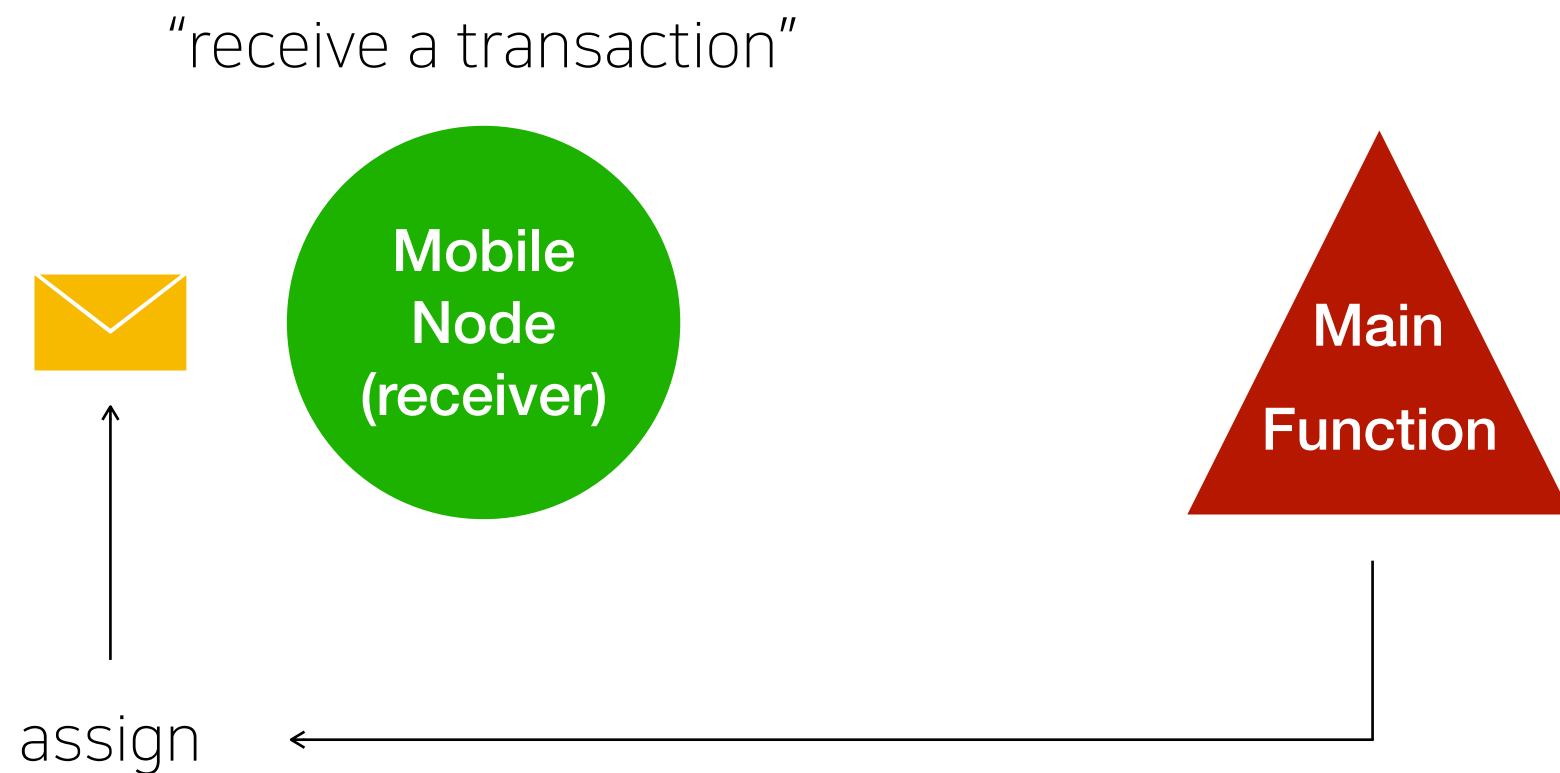 “receive a transaction”
Mobile
Node
(receiver)
Main
Function
assign